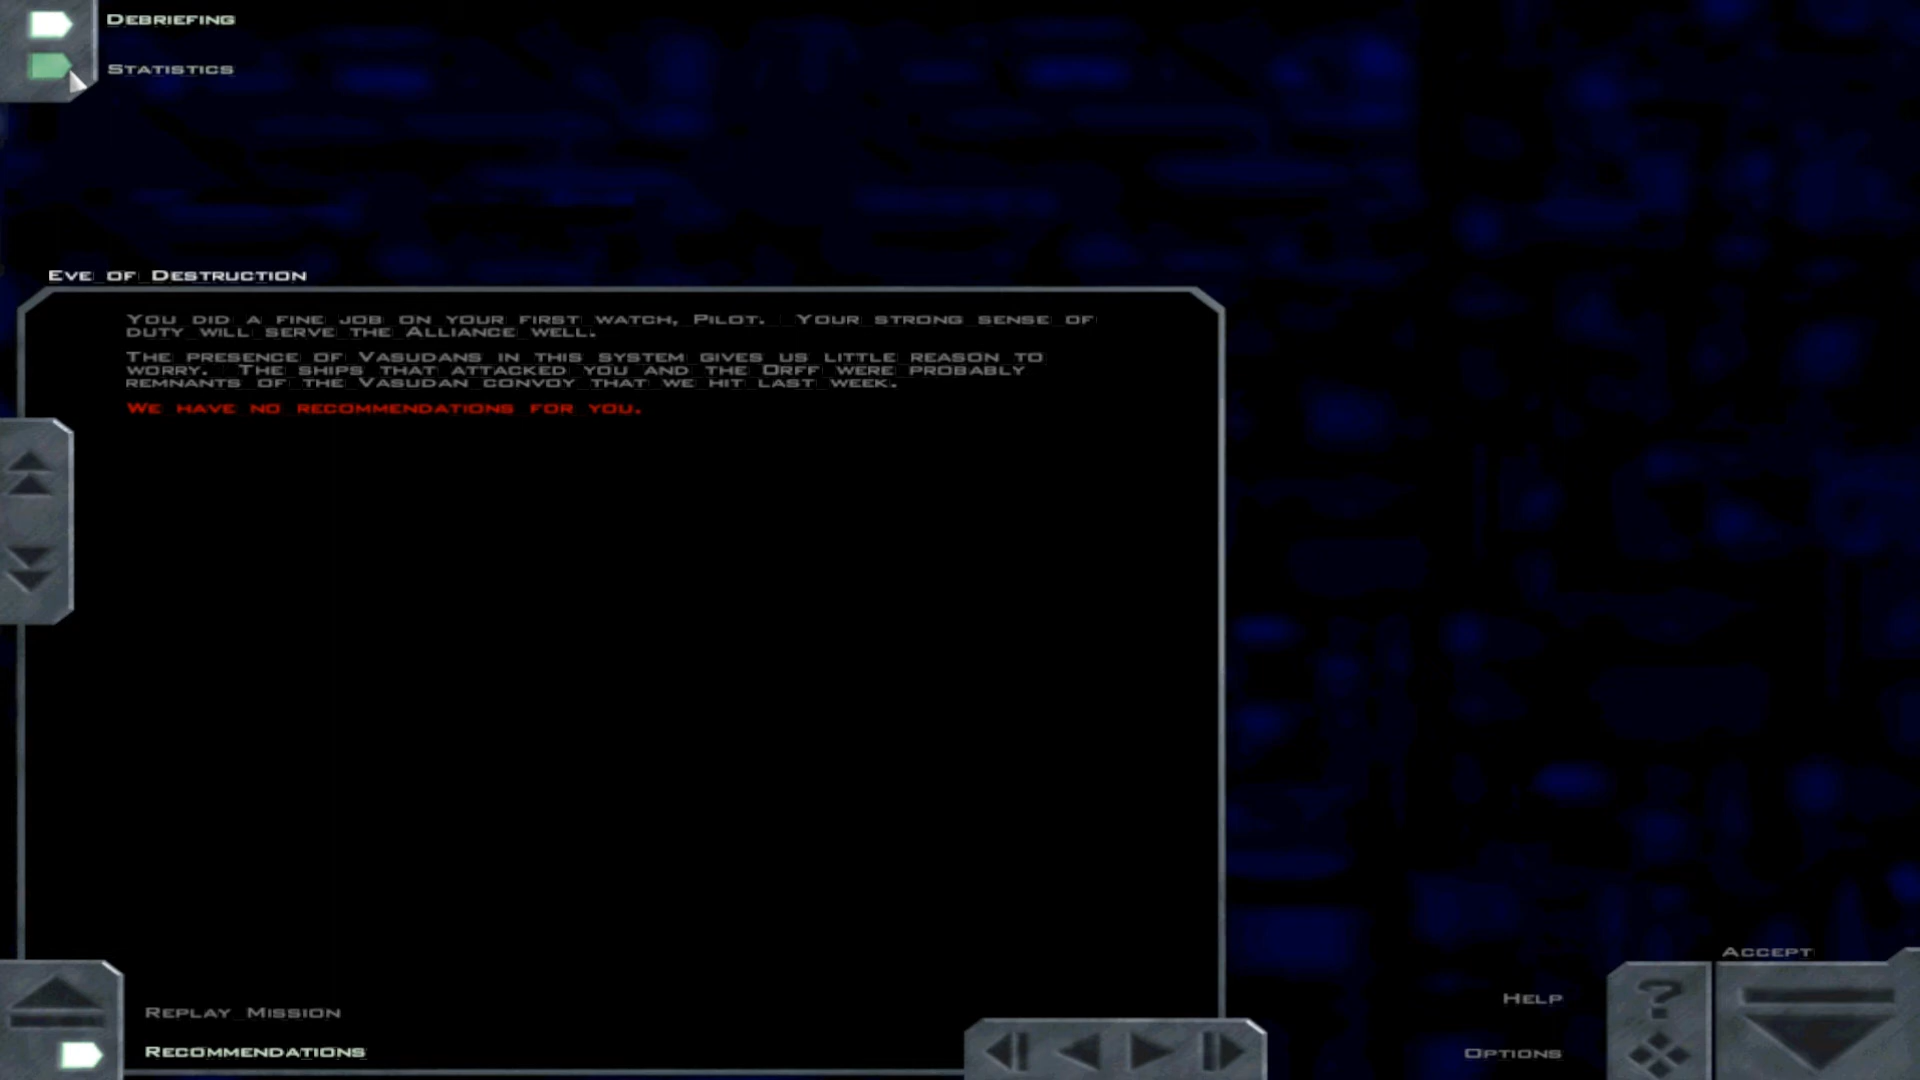 Debriefing
Statistics
Eve of Destruction
You did a fine job on your first watch, Pilot. Your strong sense of
duty will serve the Alliance well.
The presence of Vasudans in this system gives us little reason to
worry. The ships that attacked you and the Orff were probably
remnants of the Vasudan convoy that we hit last week.
We have no recommendations for you.
Accept
Replay Mission
Help
Recommendations
Options